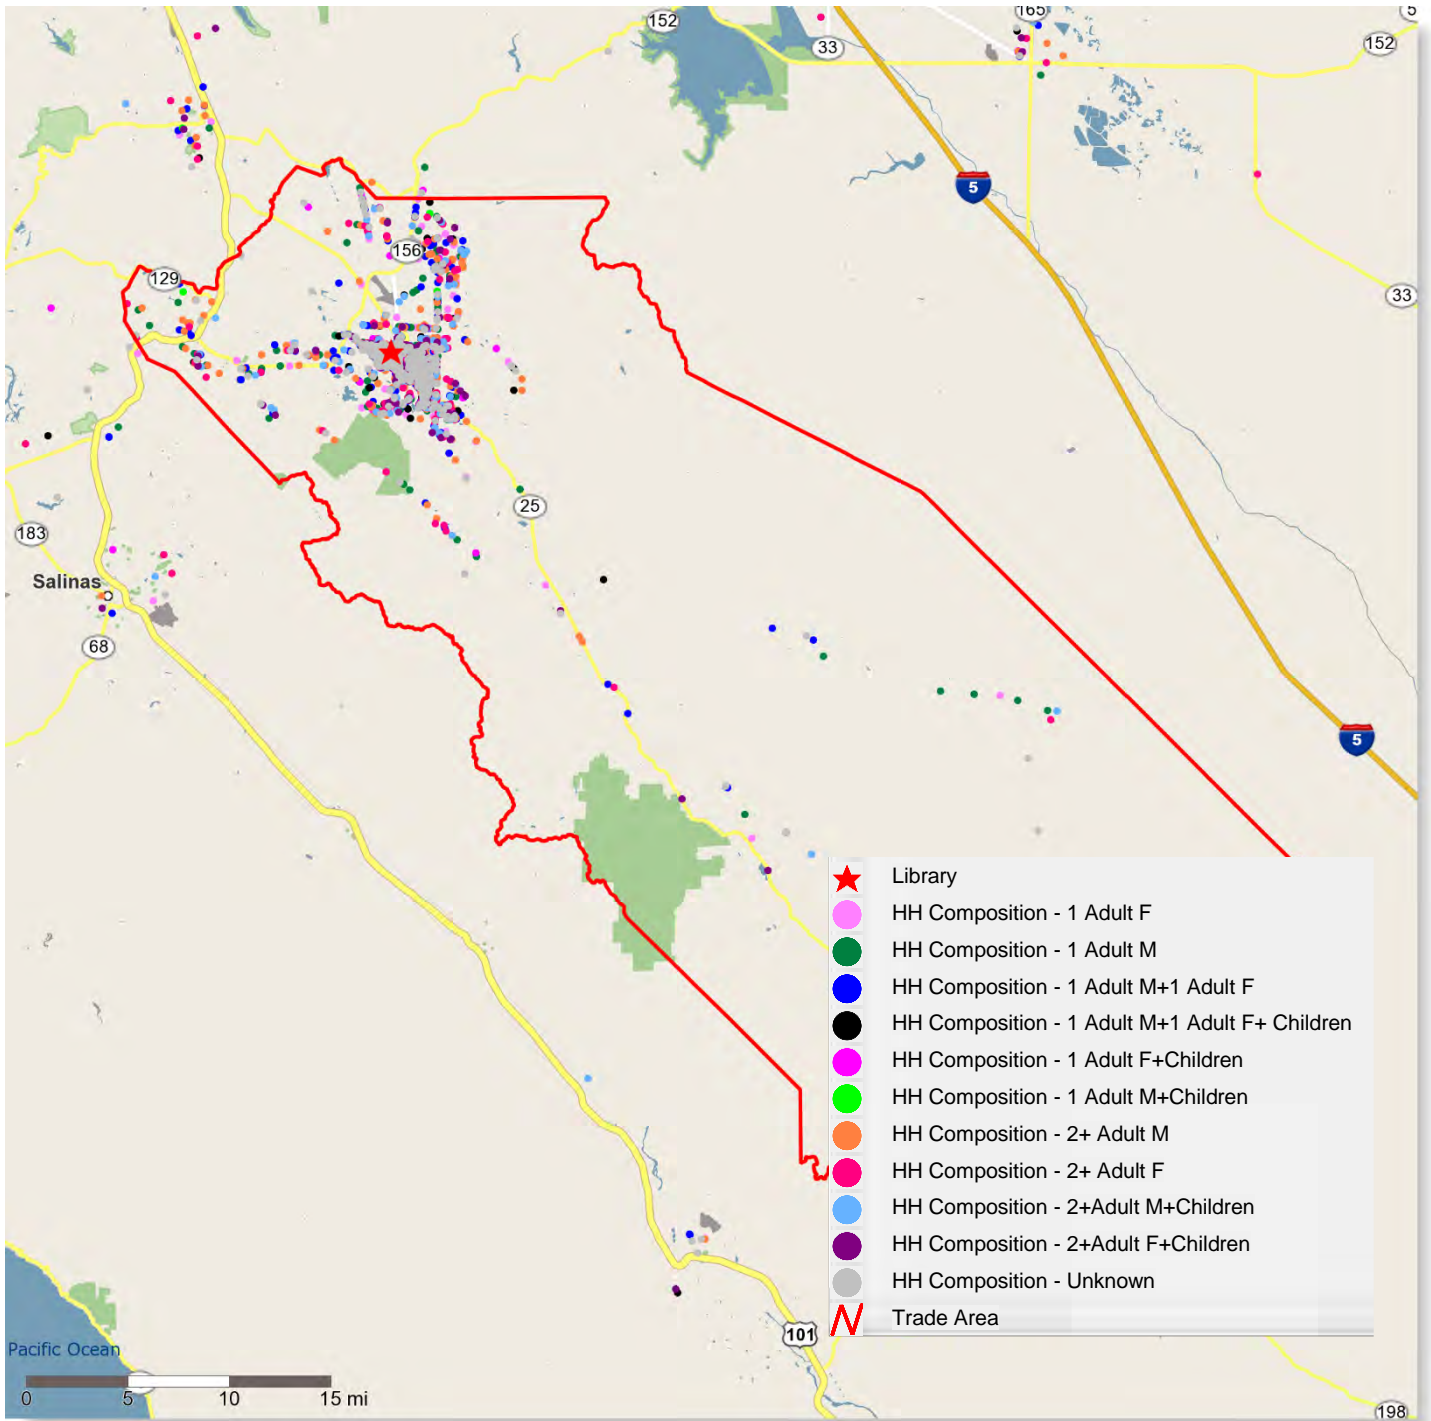 152
165
5
33
152
5
156
129
33
25
183
Salinas
68
5
Library
HH Composition - 1 Adult F
HH Composition - 1 Adult M
HH Composition - 1 Adult M+1 Adult F
HH Composition - 1 Adult M+1 Adult F+ Children
HH Composition - 1 Adult F+Children
HH Composition - 1 Adult M+Children
HH Composition - 2+ Adult M
HH Composition - 2+ Adult F
HH Composition - 2+Adult M+Children
HH Composition - 2+Adult F+Children
HH Composition - Unknown
Trade Area
101
Pacific Ocean
0 5 10 15 mi
198